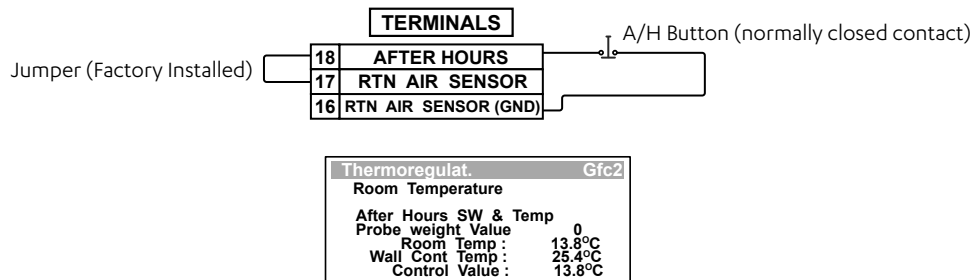 TERMINALS
A/H Button (normally closed contact)
18 AFTER HOURS
Jumper (Factory Installed)
17 RTN AIR SENSOR
16 RTN AIR SENSOR (GND)
Thermoregulat. Gfc2
Room Temperature
After Hours SW & Temp
Probe weight Value 0
Room Temp : 13.8°C
Wall Cont Temp : 25.4°C
Control Value : 13.8°C